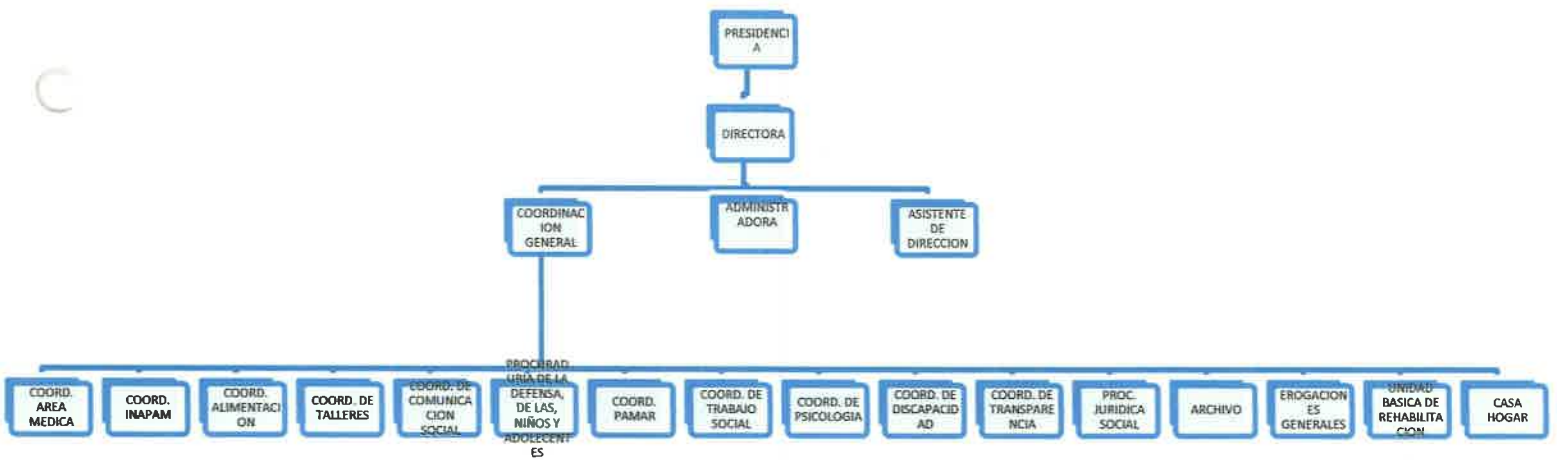 PRESIDENCI
A
DIRECTORA
COORDINAC
ION
GENERAL
ADMINISTR
ADORA
ASISTENTE
DE
DIRECCION
COORD.
AREA
MEDICA
COORD.
INAPAM
COORD.
ALIMENTACI
ON
COORD. DE
TALLERES
COORD. DE
COMUNICA
CION
SOCIAL
PROCURAD
URÍA DE LA
DEFENSA,
DE LAS,
NIÑOS Y
ADOLECENT
ES
COORD.
PAMAR
COORD. DE
TRABAJO
SOCIAL
COORD. DE
PSICOLOGIA
COORD. DE
DISCAPACID
AD
COORD. DE
TRANSPARE
NCIA
PROC.
JURIDICA
SOCIAL
ARCHIVO
EROGACION
ES
GENERALES
UNIDAD
BASICA DE
REHABILITA
CION
CASA
HOGAR